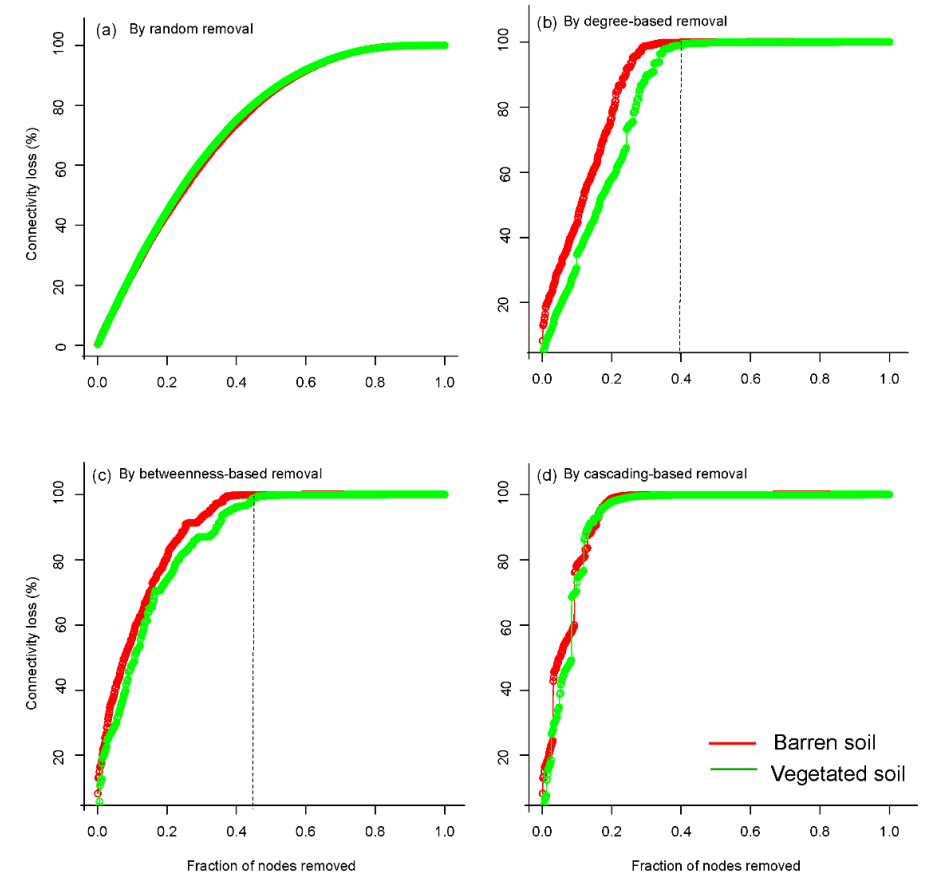 (a) By random removal
Connectivity loss (%)
0 20 40 60 80 100
0.0 0.2 0.4 0.6 0.8 1.0
(b) By degree-based removal
20 40 60 80 100
0.0 0.2 0.4 0.6 0.8 1.0
(c) By betweenness-based removal
Connectivity loss (%)
20 40 60 80 100
0.0 0.2 0.4 0.6 0.8 1.0
Fraction of nodes removed
(d) By cascading-based removal
20 40 60 80 100
Barren soil
Vegetated soil
0.0 0.2 0.4 0.6 0.8 1.0
Fraction of nodes removed